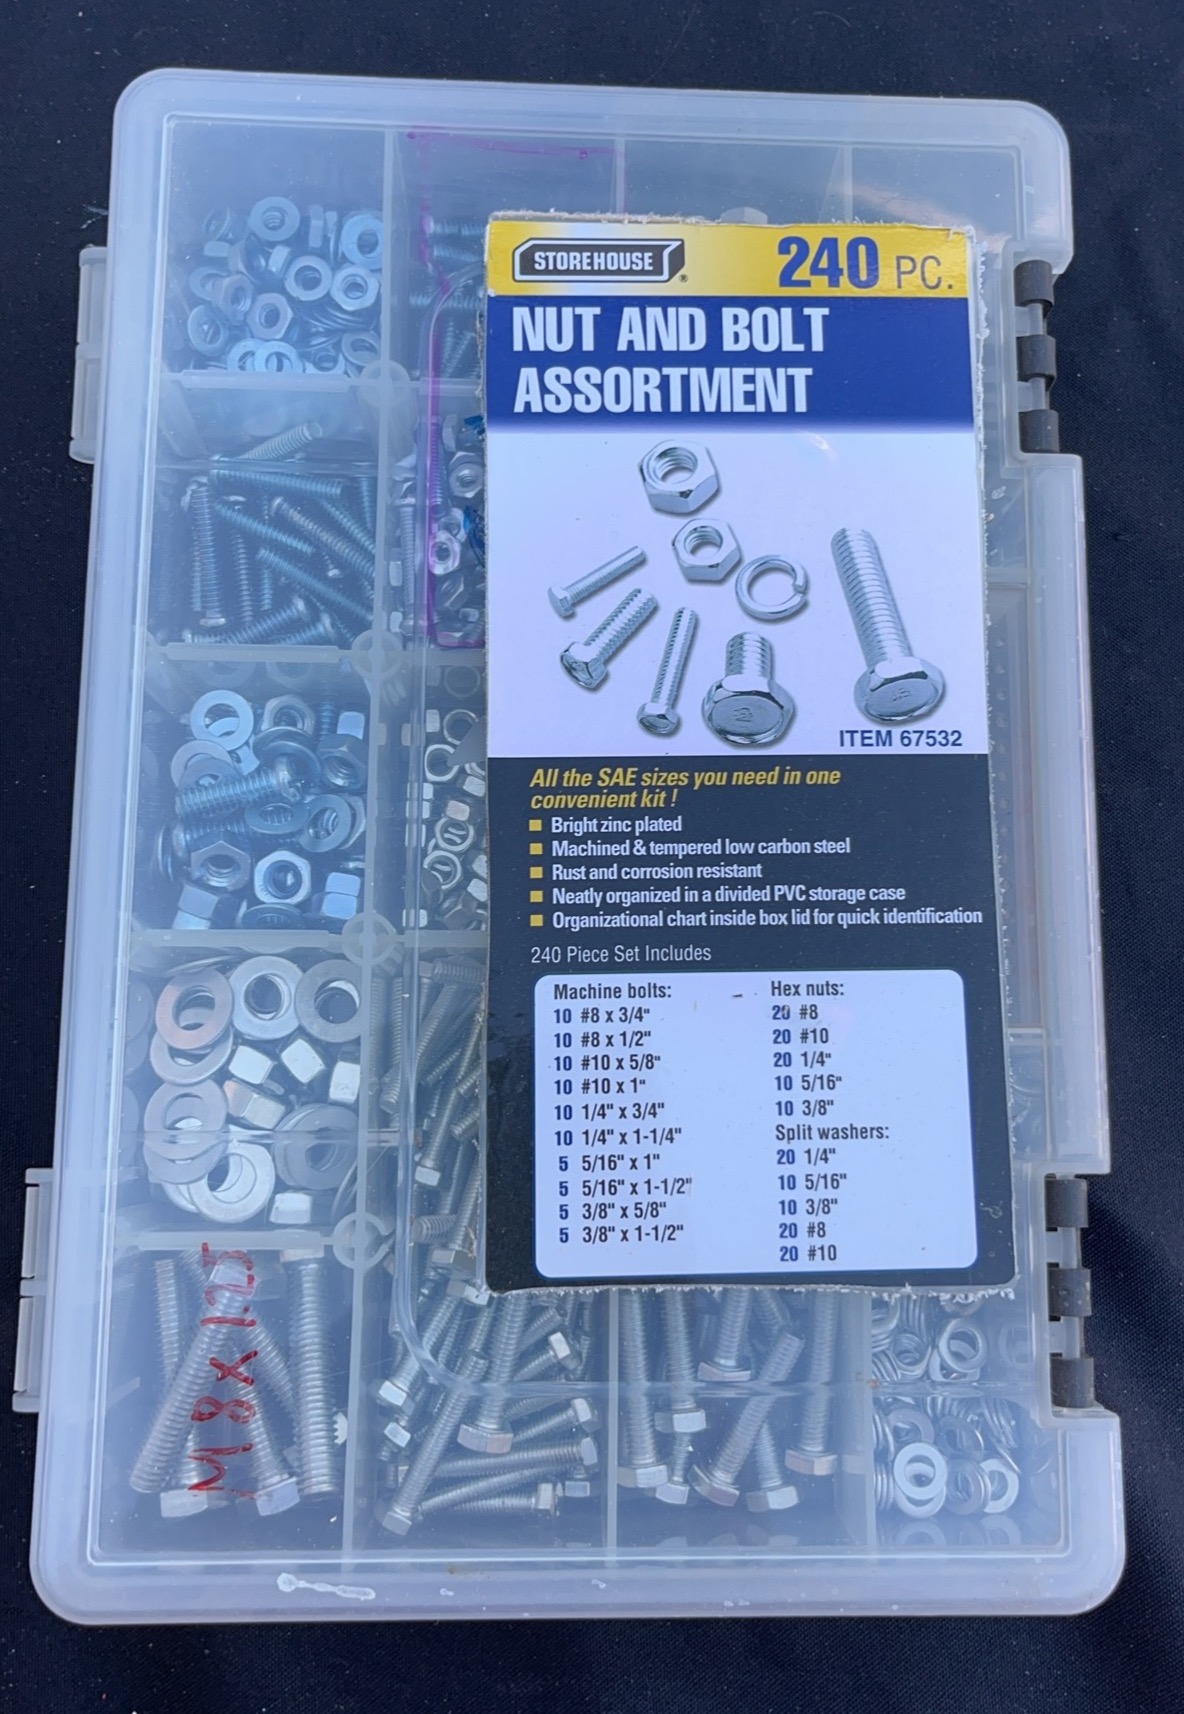 STOREHOUSE®
240 PC.
NUT AND BOLT
ASSORTMENT
ITEM 67532
All the SAE sizes you need in one
convenient kit !
Bright zinc plated
Machined & tempered low carbon steel
Rust and corrosion resistant
Neatly organized in a divided PVC storage case
Organizational chart inside box lid for quick identification
240 Piece Set Includes
Machine bolts:
10 #8 x 3/4"
10 #8 x 1/2"
10 #10 x 5/8"
10 #10 x 1"
10 1/4" x 3/4"
10 1/4" x 1-1/4"
5 5/16" x 1"
5 5/16" x 1-1/2"
5 3/8" x 5/8"
5 3/8" x 1-1/2"
Hex nuts:
20 #8
20 #10
20 1/4"
10 5/16"
10 3/8"
Split washers:
20 1/4"
10 5/16"
10 3/8"
20 #8
20 #10
M 8 X 1.25